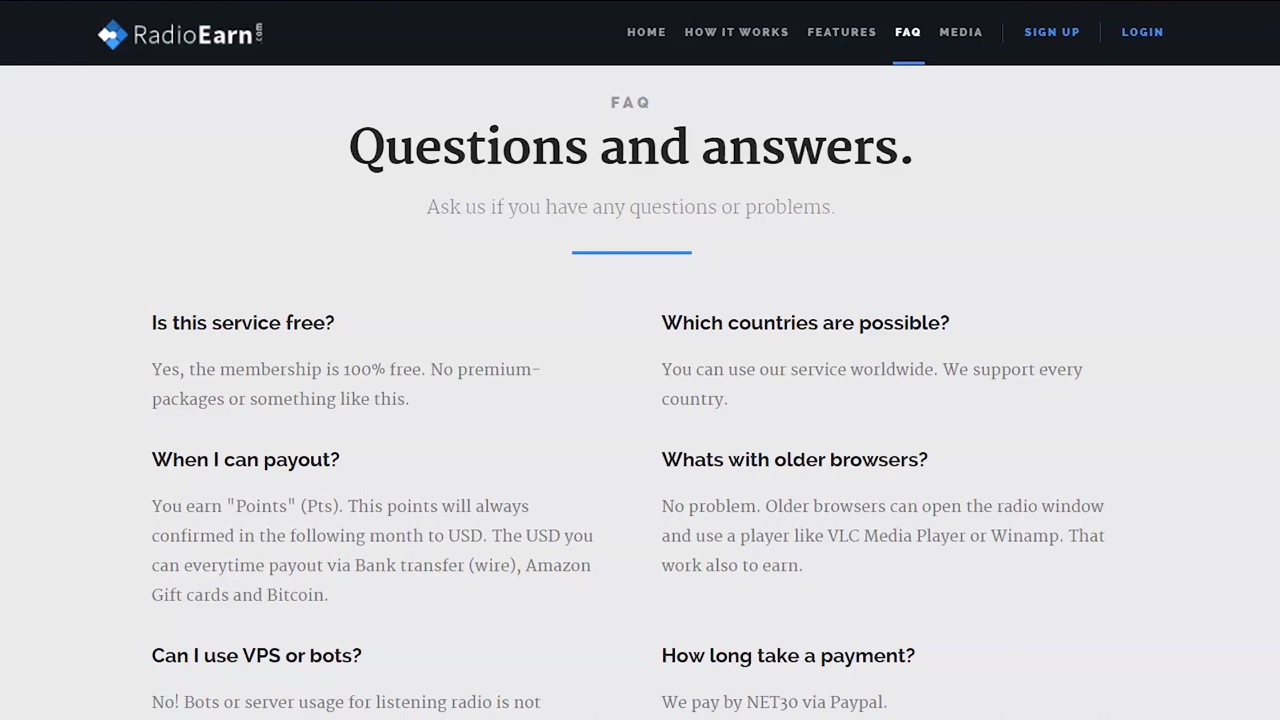 RadioEarn.com
HOME HOW IT WORKS FEATURES FAQ MEDIA SIGN UP LOGIN
FAQ
Questions and answers.
Ask us if you have any questions or problems.
Is this service free?
Yes, the membership is 100% free. No premium-
packages or something like this.
Which countries are possible?
You can use our service worldwide. We support every
country.
When I can payout?
You earn "Points" (Pts). This points will always
confirmed in the following month to USD. The USD you
can everytime payout via Bank transfer (wire), Amazon
Gift cards and Bitcoin.
Whats with older browsers?
No problem. Older browsers can open the radio window
and use a player like VLC Media Player or Winamp. That
work also to earn.
Can I use VPS or bots?
No! Bots or server usage for listening radio is not
How long take a payment?
We pay by NET30 via Paypal.